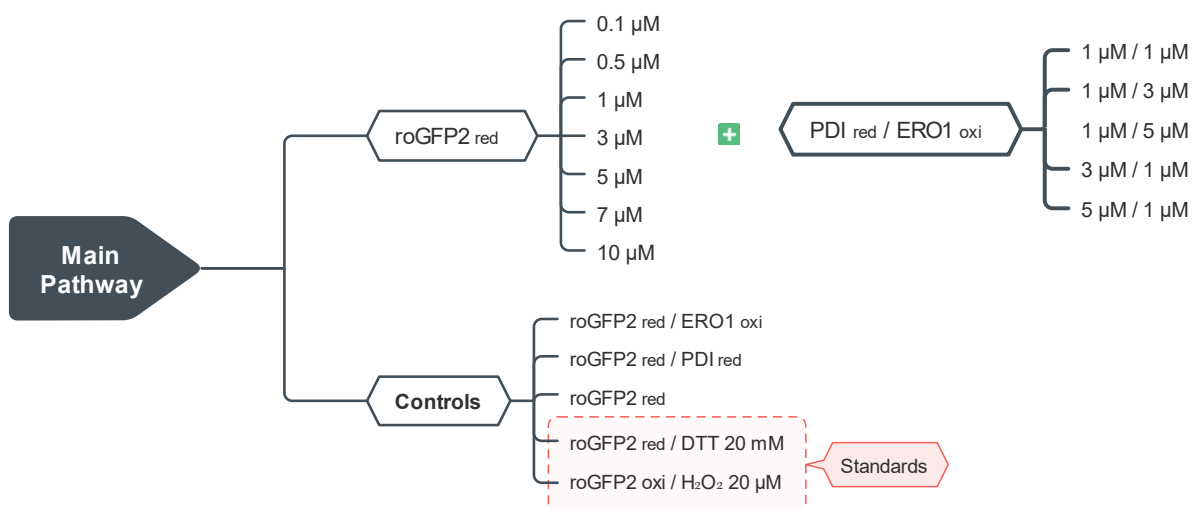 Main
Pathway
roGFP2 red
0.1 µM
0.5 µM
1 µM
3 µM
5 µM
7 µM
10 µM
+
PDI red / ERO1 oxi
1 µM / 1 µM
1 µM / 3 µM
1 µM / 5 µM
3 µM / 1 µM
5 µM / 1 µM
Controls
roGFP2 red / ERO1 oxi
roGFP2 red / PDI red
roGFP2 red
roGFP2 red / DTT 20 mM
roGFP2 oxi / H₂O₂ 20 µM
Standards